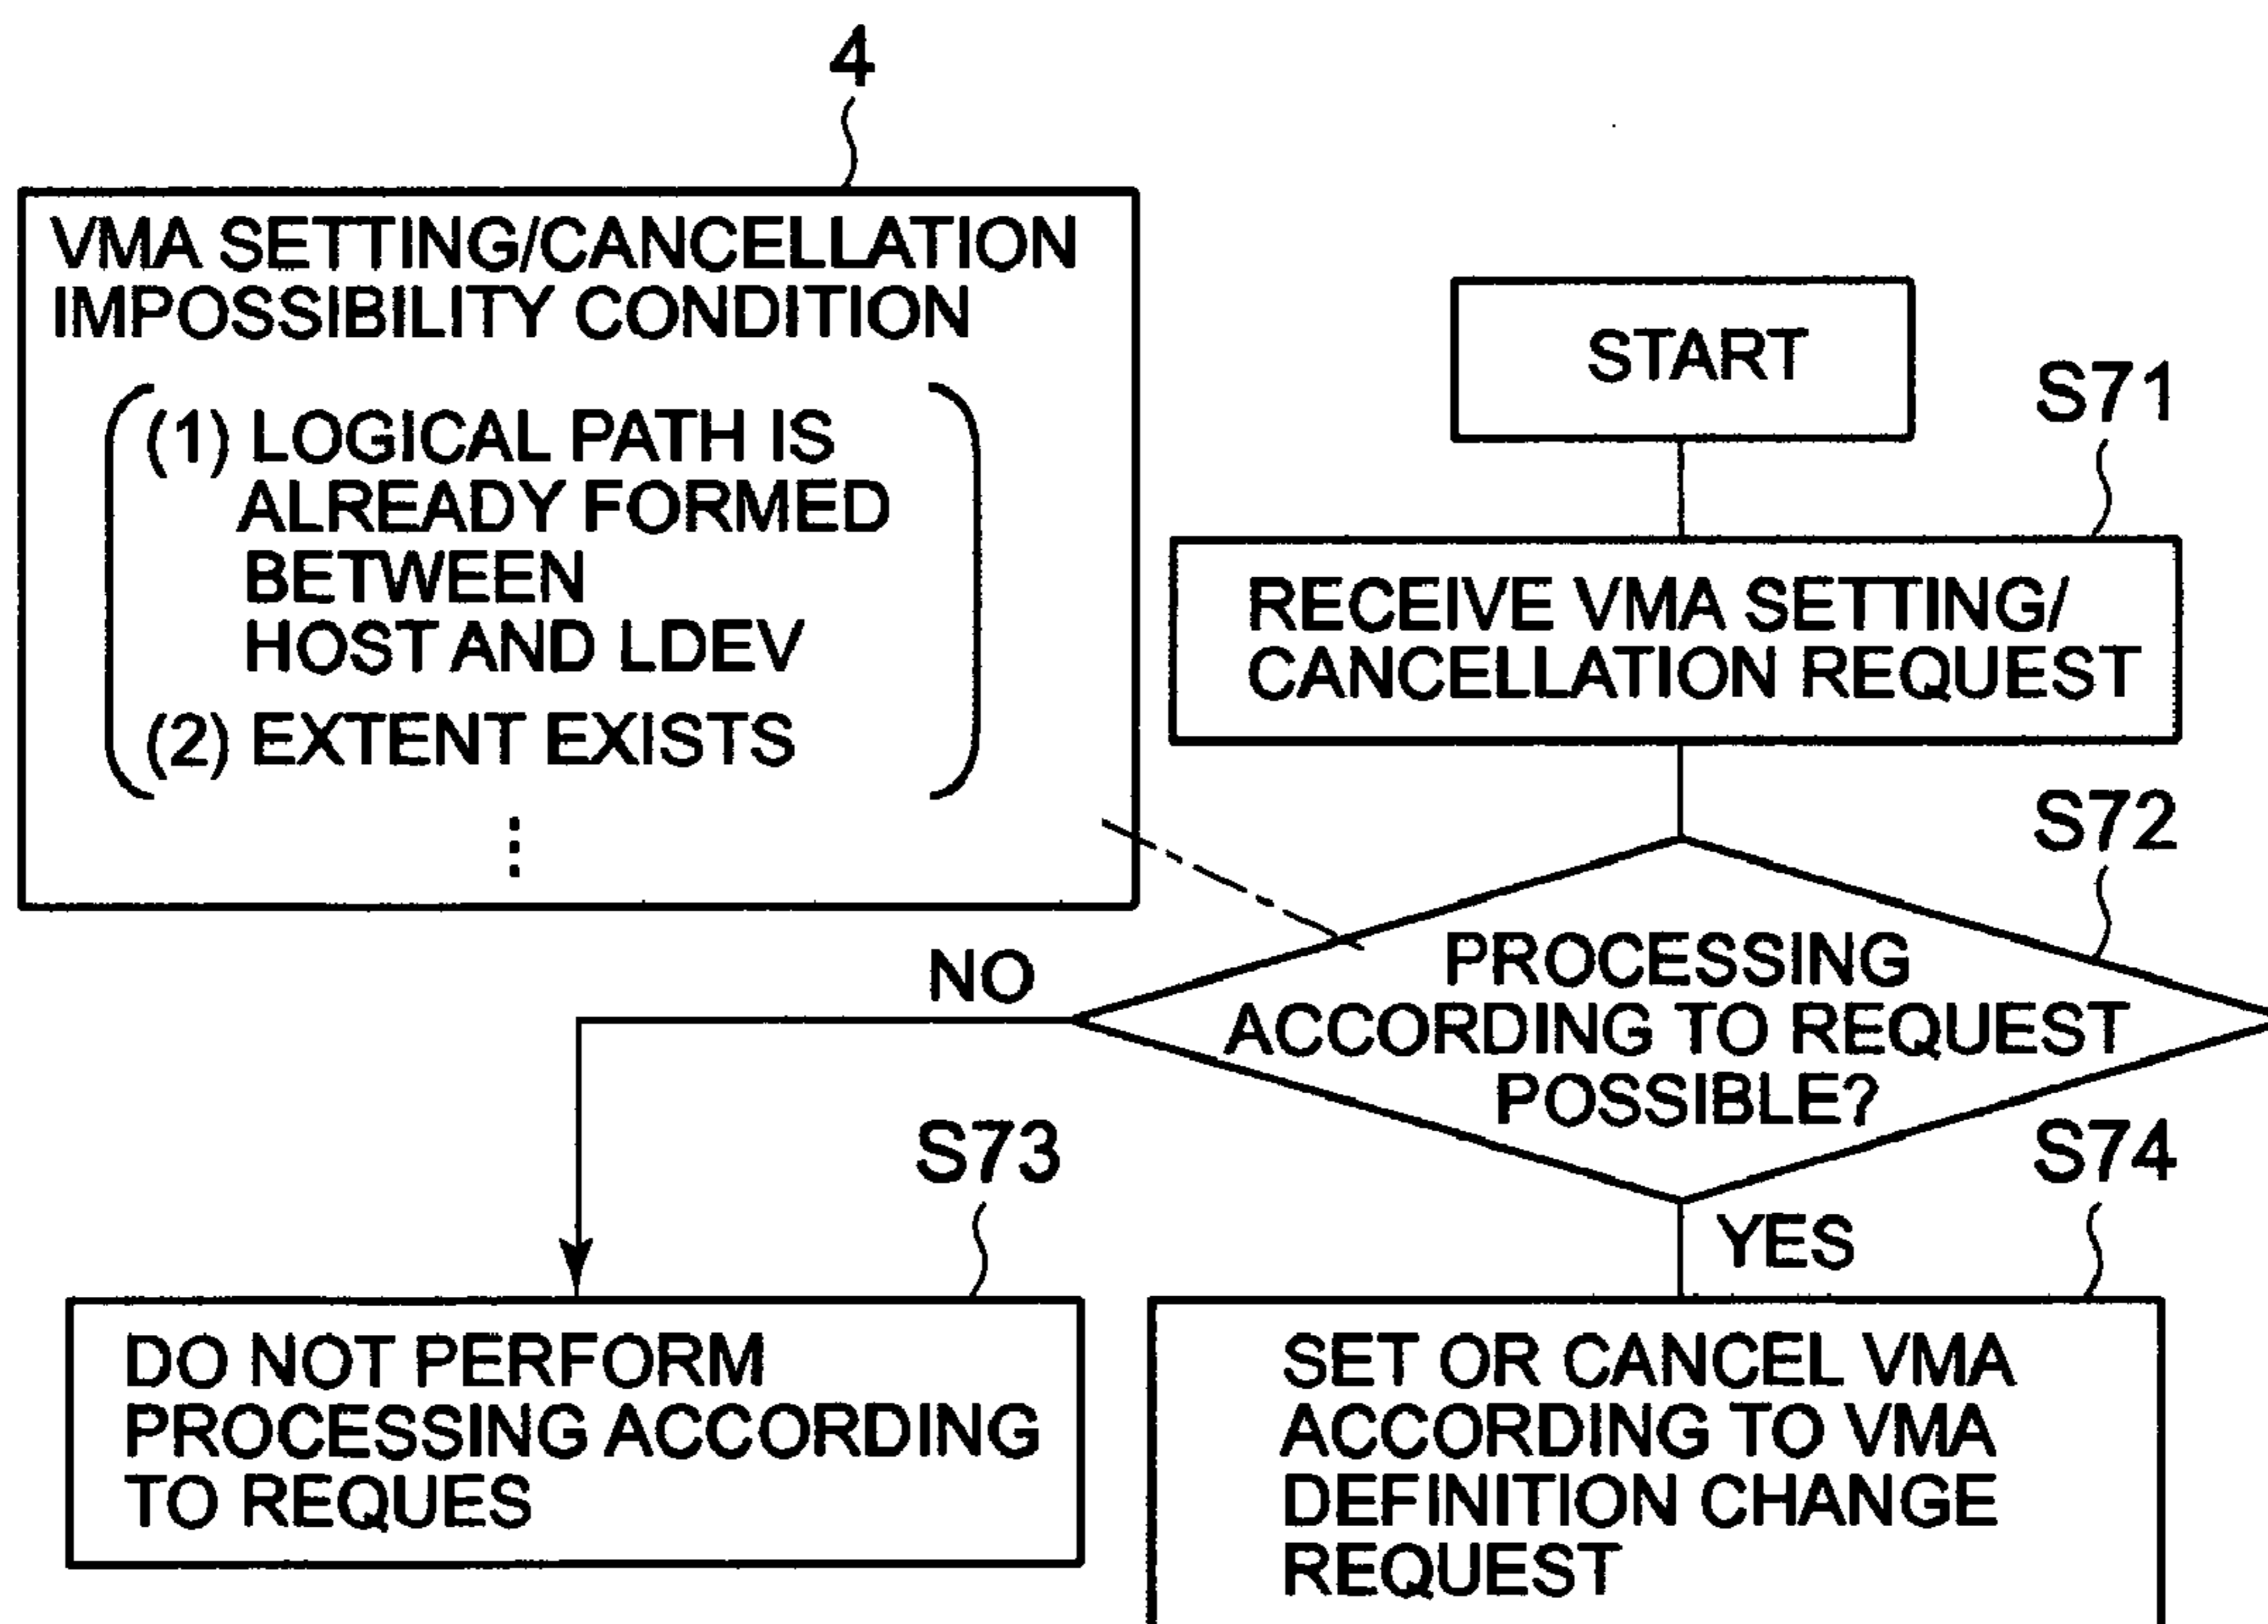 4
VMA SETTING/CANCELLATION
IMPOSSIBILITY CONDITION
(1) LOGICAL PATH IS
ALREADY FORMED
BETWEEN
HOST AND LDEV
(2) EXTENT EXISTS
START
S71
RECEIVE VMA SETTING/
CANCELLATION REQUEST
S72
PROCESSING
ACCORDING TO REQUEST
POSSIBLE?
NO
YES
S73
DO NOT PERFORM
PROCESSING ACCORDING
TO REQUES
S74
SET OR CANCEL VMA
ACCORDING TO VMA
DEFINITION CHANGE
REQUEST